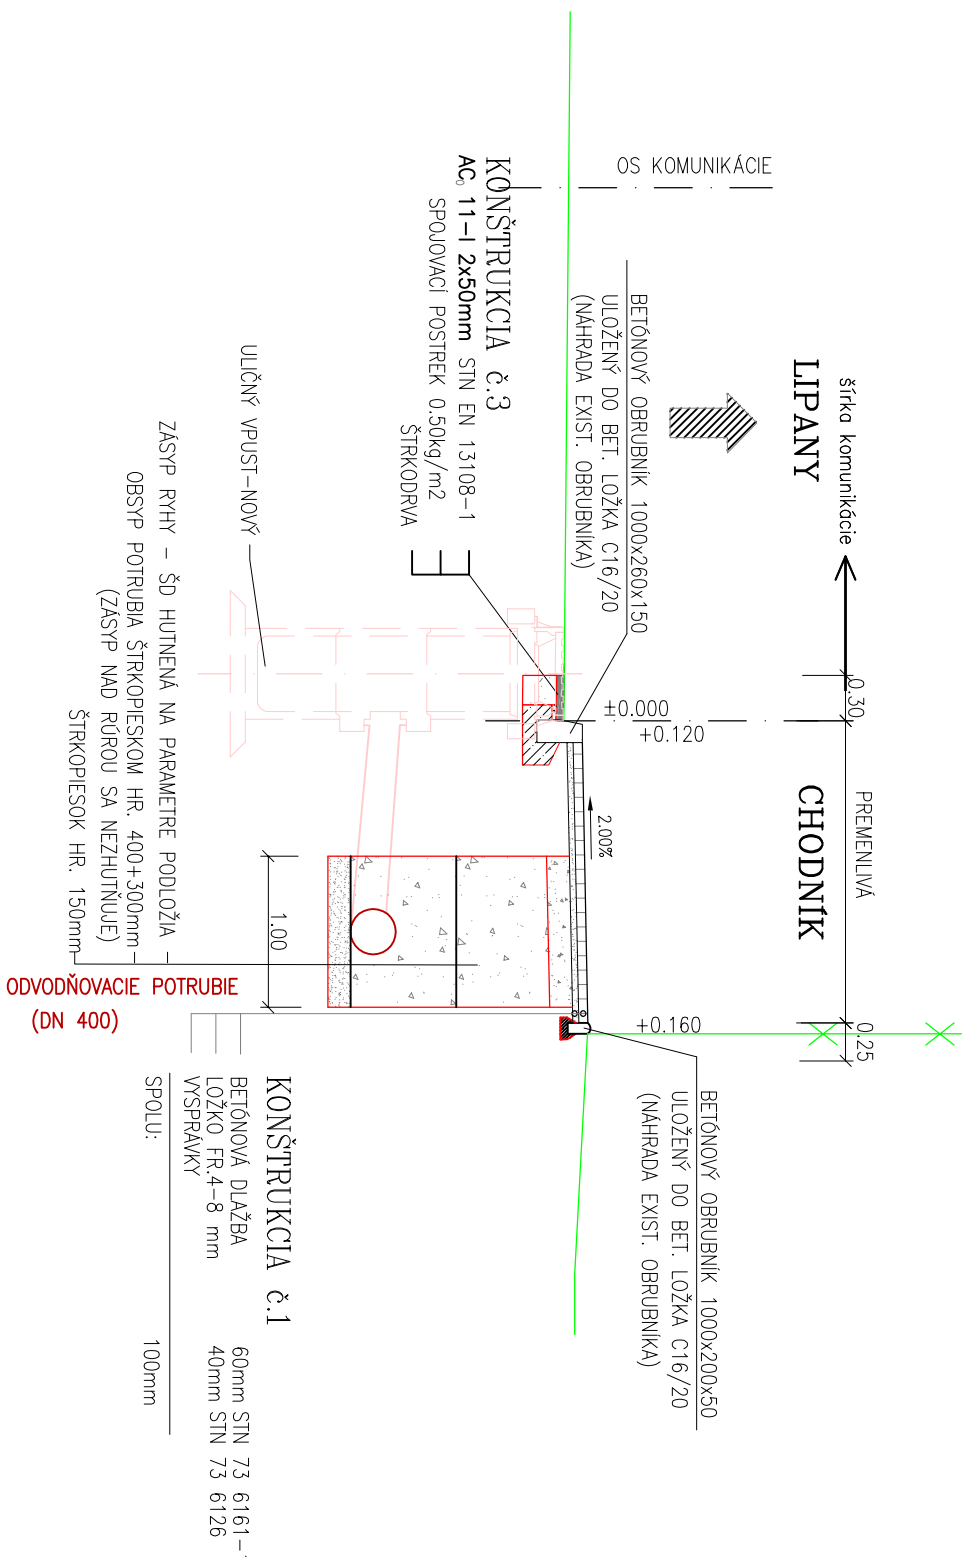 OS KOMUNIKÁCIE
KONŠTRUKCIA č.3
AC₀ 11-I 2x50mm STN EN 13108-1
SPOJOVACÍ POSTREK 0.50kg/m2
ŠTRKODRVA
BETÓNOVÝ OBRUBNÍK 1000x260x150
ULOŽENÝ DO BET. LOŽKA C16/20
(NÁHRADA EXIST. OBRUBNÍKA)
LIPANY
šírka komunikácie
0.30
PREMENLIVÁ
0.25
CHODNÍK
±0.000
+0.120
2.00%
+0.160
ULIČNÝ VPUST-NOVÝ
ZÁSYP RYHY - ŠD HUTNENÁ NA PARAMETRE PODLOŽIA
OBSYP POTRUBIA ŠTRKOPIESKOM HR. 400+300mm
(ZÁSYP NAD RÚROU SA NEZHUTŇUJE)
ŠTRKOPIESOK HR. 150mm
1.00
ODVODŇOVACIE POTRUBIE
(DN 400)
BETÓNOVÝ OBRUBNÍK 1000x200x50
ULOŽENÝ DO BET. LOŽKA C16/20
(NÁHRADA EXIST. OBRUBNÍKA)
KONŠTRUKCIA č.1
BETÓNOVÁ DLAŽBA 60mm STN 73 6161-
LOŽKO FR.4-8 mm 40mm STN 73 6126
VYSPRÁVKY
SPOLU: 100mm